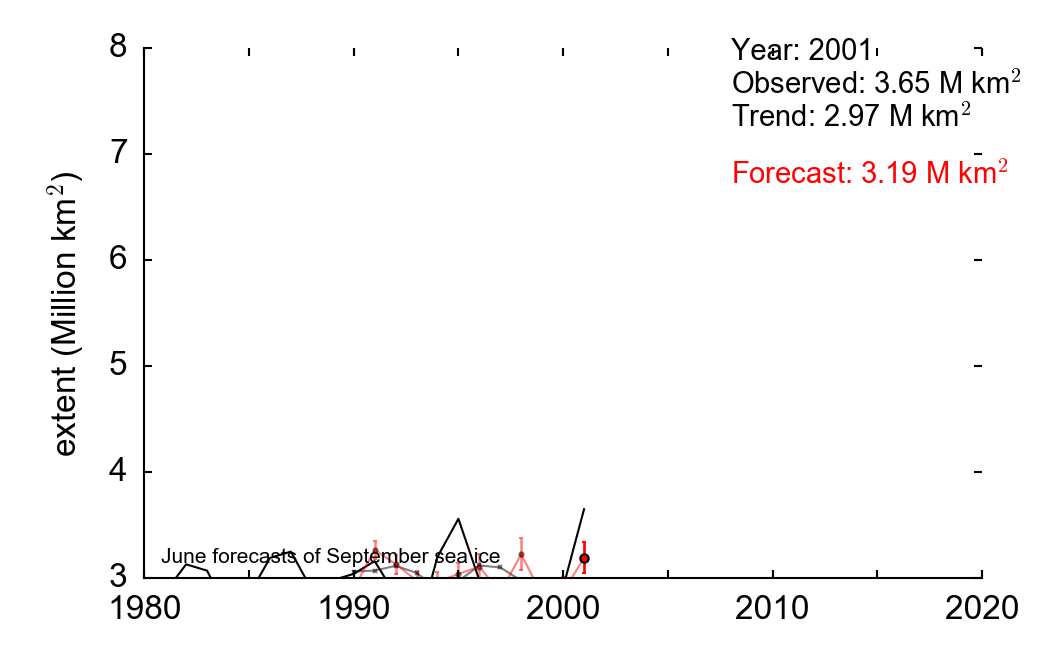 8
7
6
5
4
3
extent (Million km²)
Year: 2001
Observed: 3.65 M km²
Trend: 2.97 M km²
Forecast: 3.19 M km²
June forecasts of September sea ice
1980 1990 2000 2010 2020